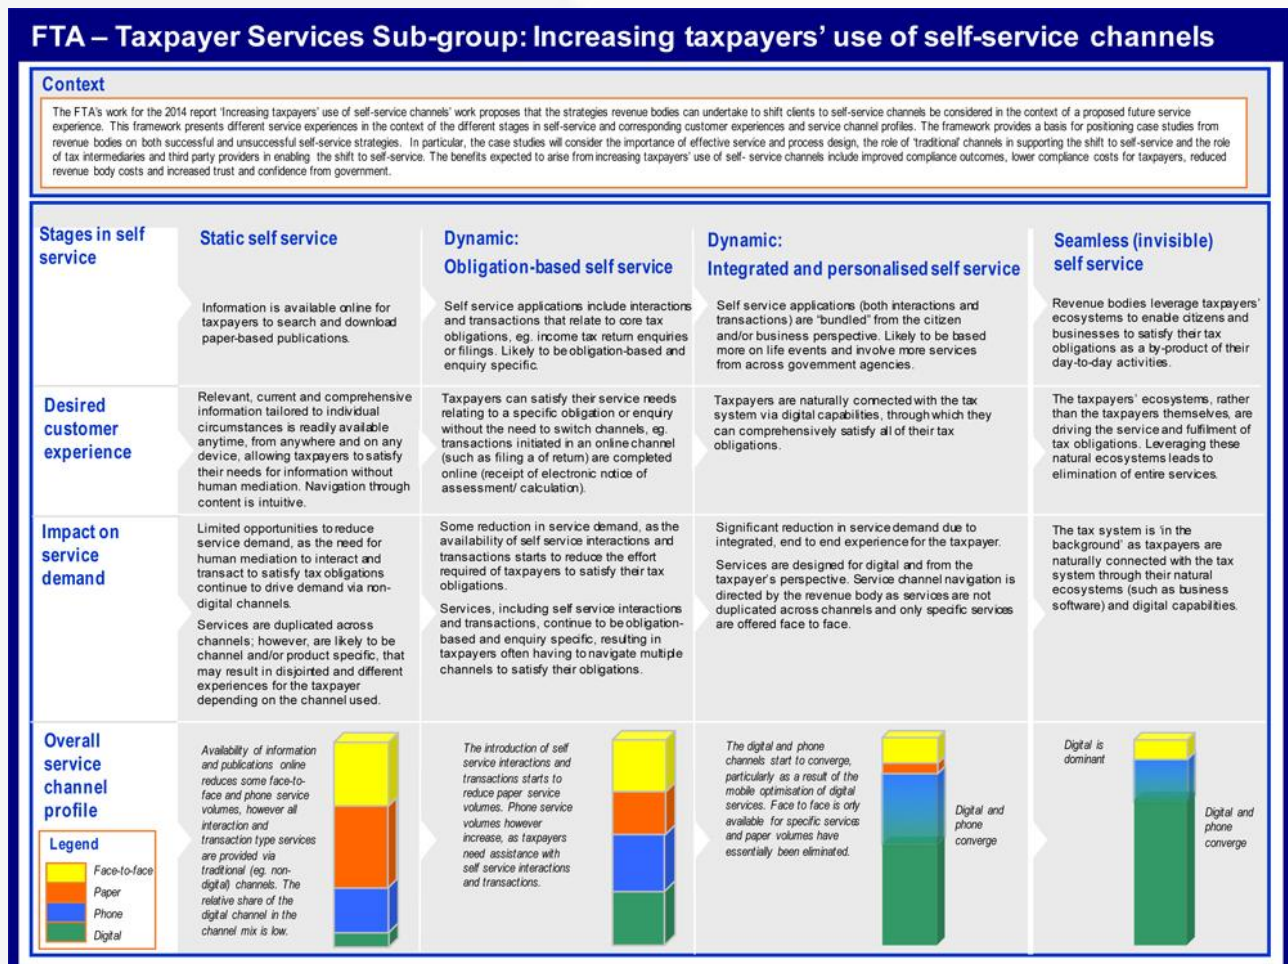 FTA – Taxpayer Services Sub-group: Increasing taxpayers' use of self-service channels
Context
The FTA's work for the 2014 report 'Increasing taxpayers' use of self-service channels' work proposes that the strategies revenue bodies can undertake to shift clients to self-service channels be considered in the context of a proposed future service
experience. This framework presents different service experiences in the context of the different stages in self-service and corresponding customer experiences and service channel profiles. The framework provides a basis for positioning case studies from
revenue bodies on both successful and unsuccessful self-service strategies. In particular, the case studies will consider the importance of effective service and process design, the role of 'traditional' channels in supporting the shift to self-service and the role
of tax intermediaries and third party providers in enabling the shift to self-service. The benefits expected to arise from increasing taxpayers' use of self- service channels include improved compliance outcomes, lower compliance costs for taxpayers, reduced
revenue body costs and increased trust and confidence from government.
Stages in self
service
Static self service
Dynamic:
Obligation-based self service
Dynamic:
Integrated and personalised self service
Seamless (invisible)
self service
Information is available online for
taxpayers to search and download
paper-based publications.
Self service applications include interactions
and transactions that relate to core tax
obligations, eg. income tax return enquiries
or filings. Likely to be obligation-based and
enquiry specific.
Self service applications (both interactions and
transactions) are "bundled" from the citizen
and/or business perspective. Likely to be based
more on life events and involve more services
from across government agencies.
Revenue bodies leverage taxpayers'
ecosystems to enable citizens and
businesses to satisfy their tax
obligations as a by-product of their
day-to-day activities.
Desired
customer
experience
Relevant, current and comprehensive
information tailored to individual
circumstances is readily available
anytime, from anywhere and on any
device, allowing taxpayers to satisfy
their needs for information without
human mediation. Navigation through
content is intuitive.
Taxpayers can satisfy their service needs
relating to a specific obligation or enquiry
without the need to switch channels, eg.
transactions initiated in an online channel
(such as filing a of return) are completed
online (receipt of electronic notice of
assessment/ calculation).
Taxpayers are naturally connected with the tax
system via digital capabilities, through which they
can comprehensively satisfy all of their tax
obligations.
The taxpayers' ecosystems, rather
than the taxpayers themselves, are
driving the service and fulfilment of
tax obligations. Leveraging these
natural ecosystems leads to
elimination of entire services.
Impact on
service
demand
Limited opportunities to reduce
service demand, as the need for
human mediation to interact and
transact to satisfy tax obligations
continue to drive demand via non-
digital channels.
Services are duplicated across
channels; however, are likely to be
channel and/or product specific, that
may result in disjointed and different
experiences for the taxpayer
depending on the channel used.
Some reduction in service demand, as the
availability of self service interactions and
transactions starts to reduce the effort
required of taxpayers to satisfy their tax
obligations.
Services, including self service interactions
and transactions, continue to be obligation-
based and enquiry specific, resulting in
taxpayers often having to navigate multiple
channels to satisfy their obligations.
Significant reduction in service demand due to
integrated, end to end experience for the taxpayer.
Services are designed for digital and from the
taxpayer's perspective. Service channel navigation is
directed by the revenue body as services are not
duplicated across channels and only specific services
are offered face to face.
The tax system is 'in the
background' as taxpayers are
naturally connected with the tax
system through their natural
ecosystems (such as business
software) and digital capabilities.
Overall
service
channel
profile
Legend
Face-to-face
Paper
Phone
Digital
Availability of information
and publications online
reduces some face-to-
face and phone service
volumes, however all
interaction and
transaction type services
are provided via
traditional (eg. non-
digital) channels. The
relative share of the
digital channel in the
channel mix is low.
The introduction of self
service interactions and
transactions starts to
reduce paper service
volumes. Phone service
volumes however
increase, as taxpayers
need assistance with
self service interactions
and transactions.
The digital and phone
channels start to converge,
particularly as a result of the
mobile optimisation of digital
services. Face to face is only
available for specific services
and paper volumes have
essentially been eliminated.
Digital and
phone
converge
Digital is
dominant
Digital and
phone
converge